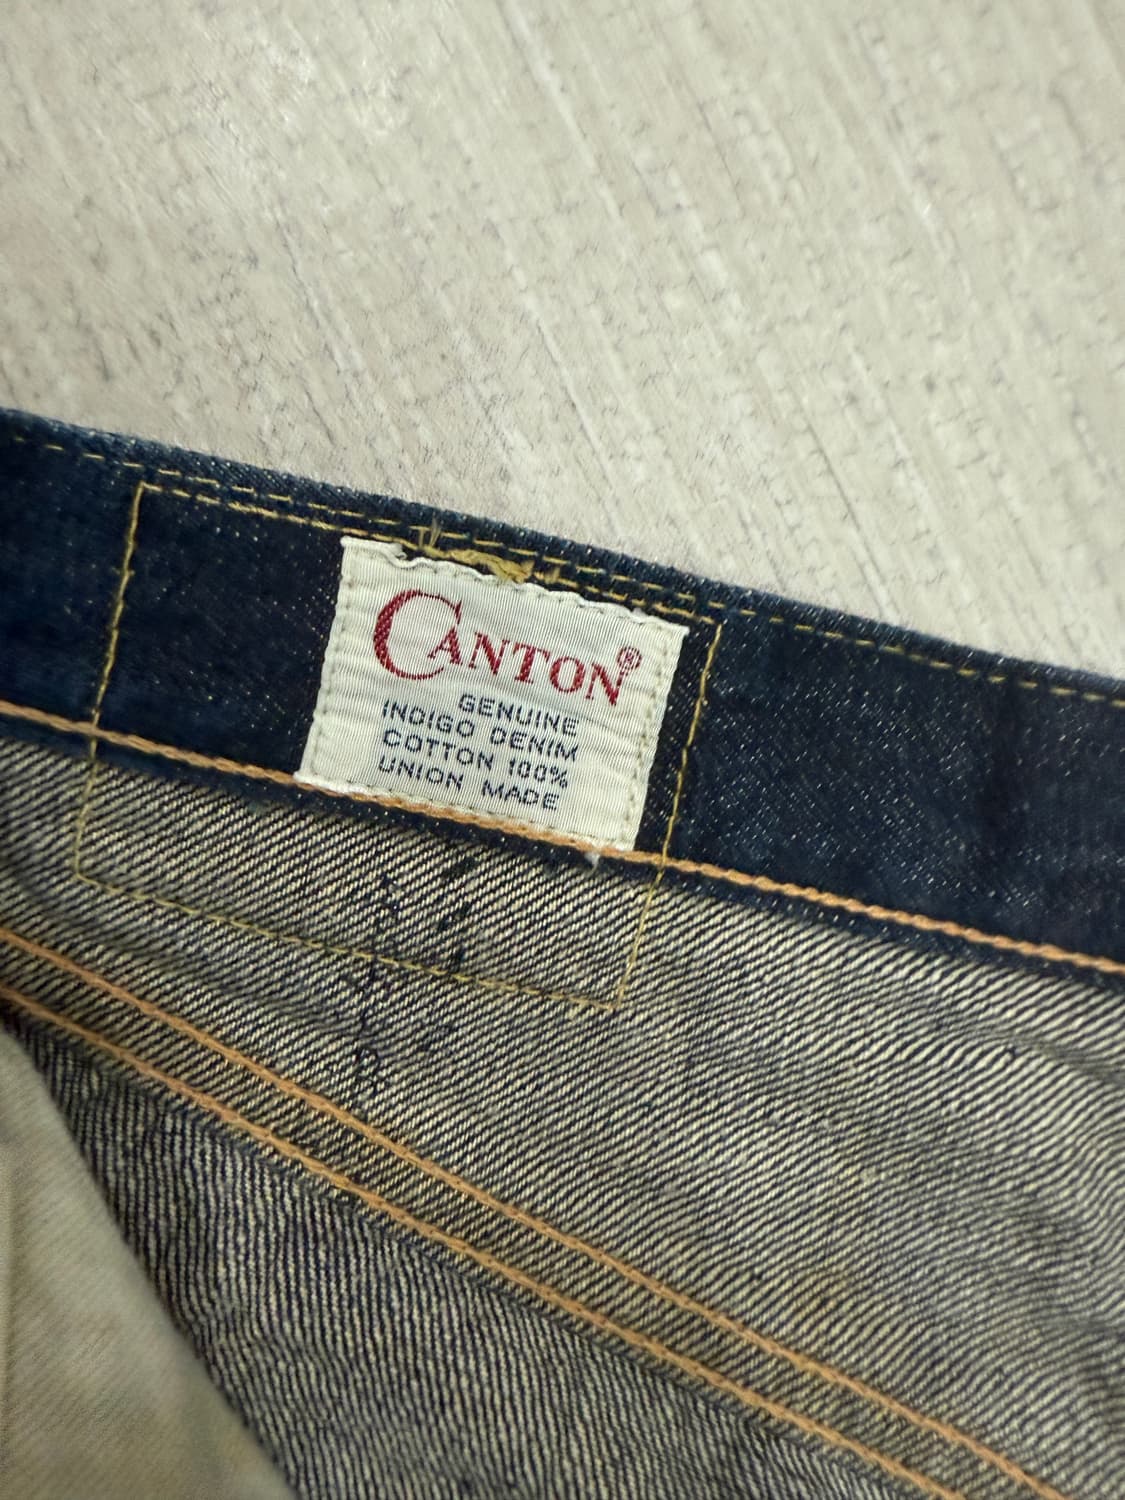 CANTON®
GENUINE
INDIGO DENIM
COTTON 100%
UNION MADE